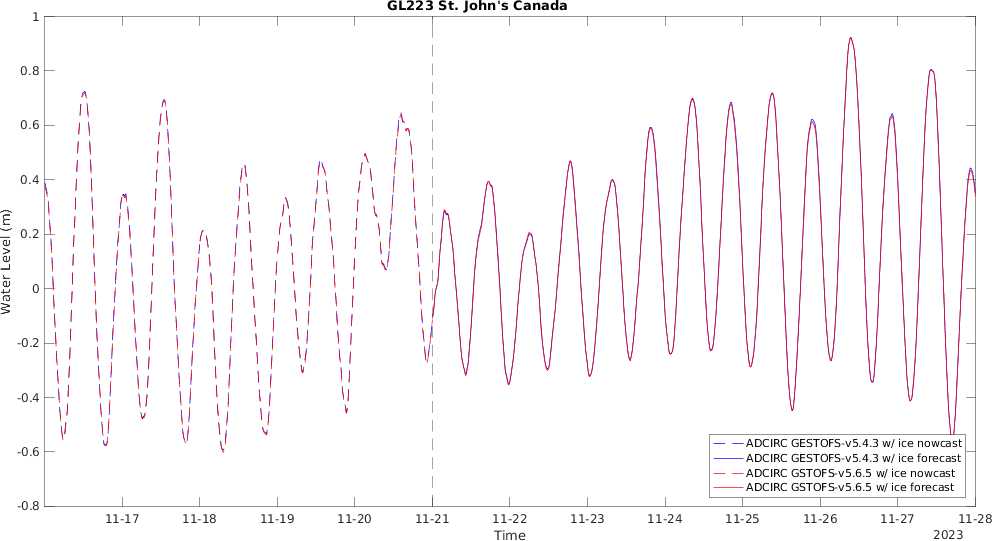 GL223 St. John's Canada
1
0.8
0.6
0.4
0.2
0
-0.2
-0.4
-0.6
-0.8
Water Level (m)
ADCIRC GESTOFS-v5.4.3 w/ ice nowcast
ADCIRC GESTOFS-v5.4.3 w/ ice forecast
ADCIRC GSTOFS-v5.6.5 w/ ice nowcast
ADCIRC GSTOFS-v5.6.5 w/ ice forecast
11-17 11-18 11-19 11-20 11-21 11-22 11-23 11-24 11-25 11-26 11-27 11-28
Time
2023